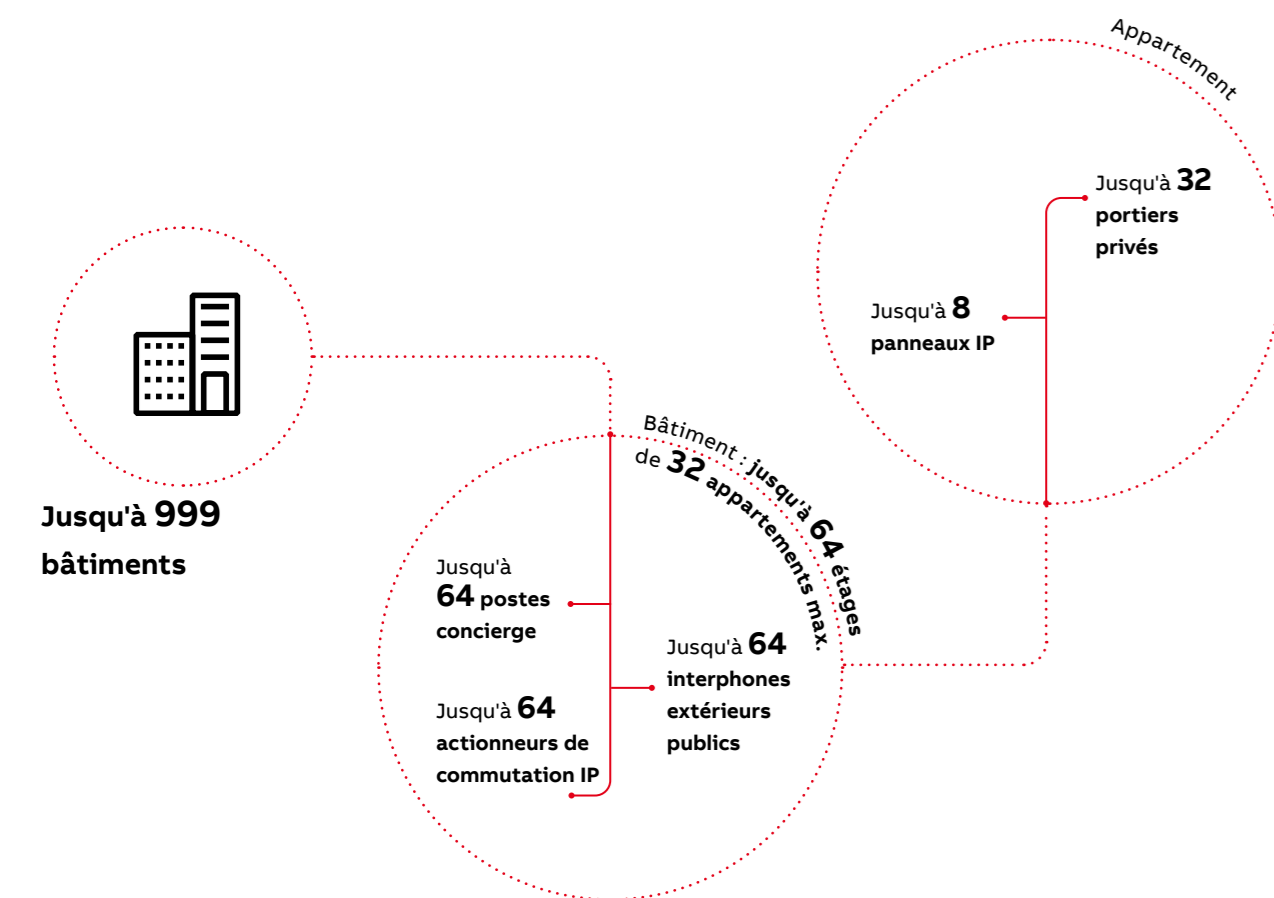 Jusqu'à 999
bâtiments
Bâtiment : jusqu'à 64 étages
de 32 appartements max.
Jusqu'à
64 postes
concierge
Jusqu'à 64
actionneurs de
commutation IP
Jusqu'à 64
interphones
extérieurs
publics
Appartement
Jusqu'à 32
portiers
privés
Jusqu'à 8
panneaux IP